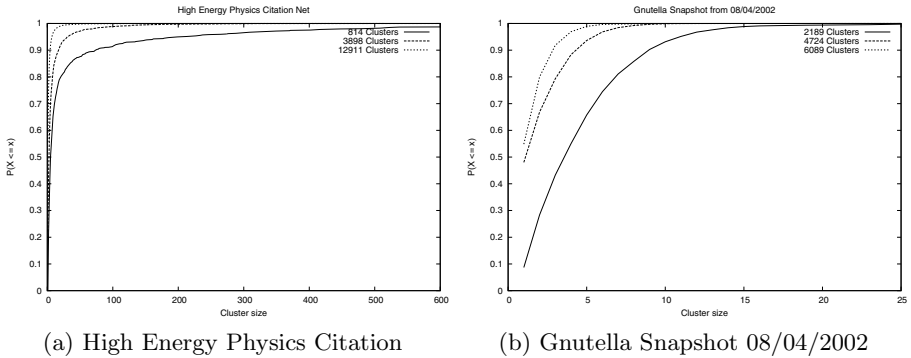 High Energy Physics Citation Net
814 Clusters
3898 Clusters
12911 Clusters
P(X <= x)
1
0.9
0.8
0.7
0.6
0.5
0.4
0.3
0.2
0.1
0
0 100 200 300 400 500 600
Cluster size
(a) High Energy Physics Citation
Gnutella Snapshot from 08/04/2002
2189 Clusters
4724 Clusters
6089 Clusters
P(X <= x)
1
0.9
0.8
0.7
0.6
0.5
0.4
0.3
0.2
0.1
0
0 5 10 15 20 25
Cluster size
(b) Gnutella Snapshot 08/04/2002